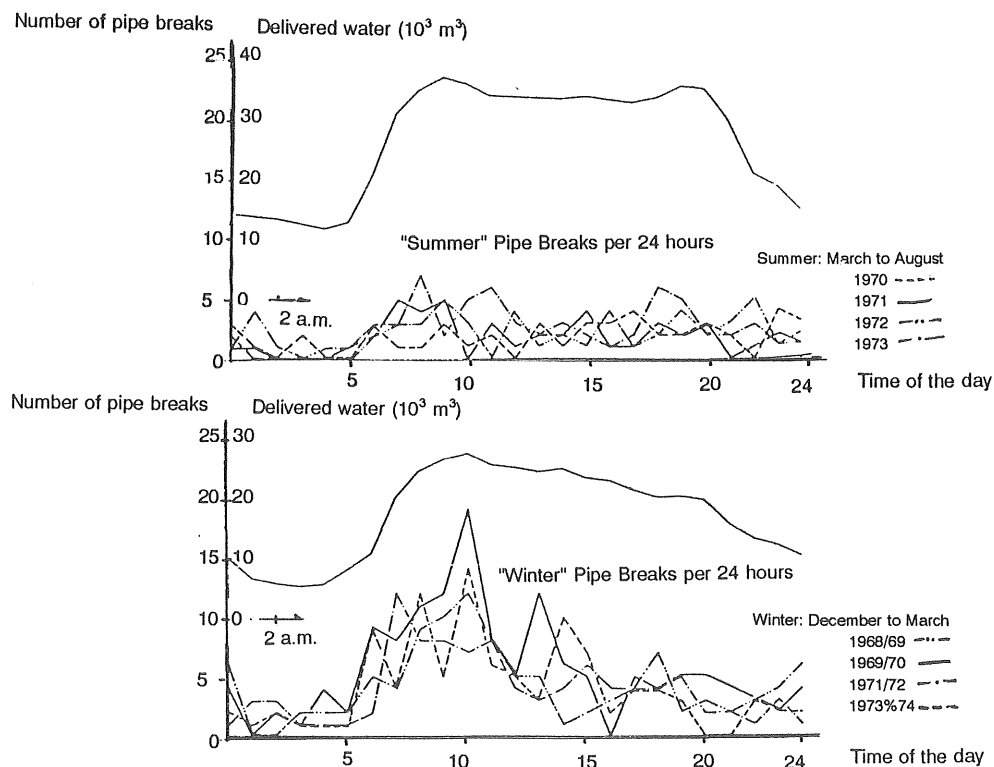 Number of pipe breaks Delivered water (10³ m³)
25 40
20 30
15 20
10 10
"Summer" Pipe Breaks per 24 hours
Summer: March to August
1970
5 0
1971
2 a.m.
1972
1973
0
5 10 15 20 24 Time of the day
Number of pipe breaks Delivered water (10³ m³)
25 30
20 20
15 10
"Winter" Pipe Breaks per 24 hours
10 0
Winter: December to March
2 a.m.
1968/69
1969/70
5
1971/72
1973%74
0
5 10 15 20 24 Time of the day